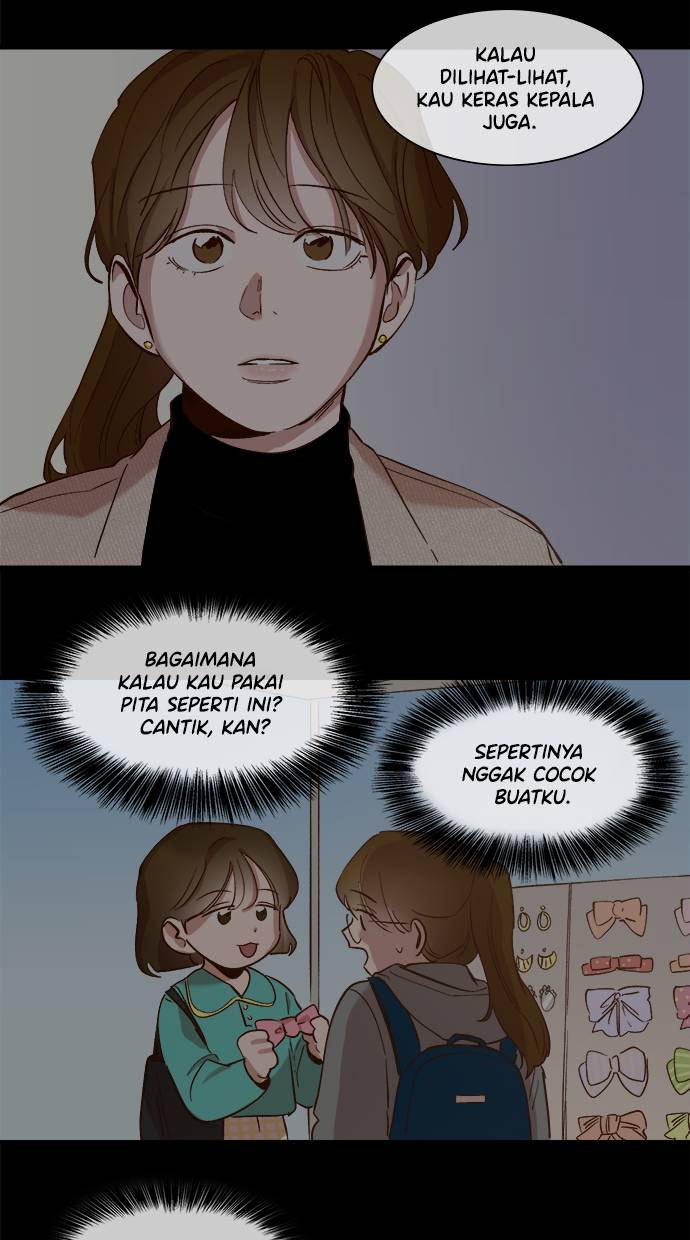 KALAU
DILIHAT-LIHAT,
KAU KERAS KEPALA
JUGA.
BAGAIMANA
KALAU KAU PAKAI
PITA SEPERTI INI?
CANTIK, KAN?
SEPERTINYA
NGGAK COCOK
BUATKU.